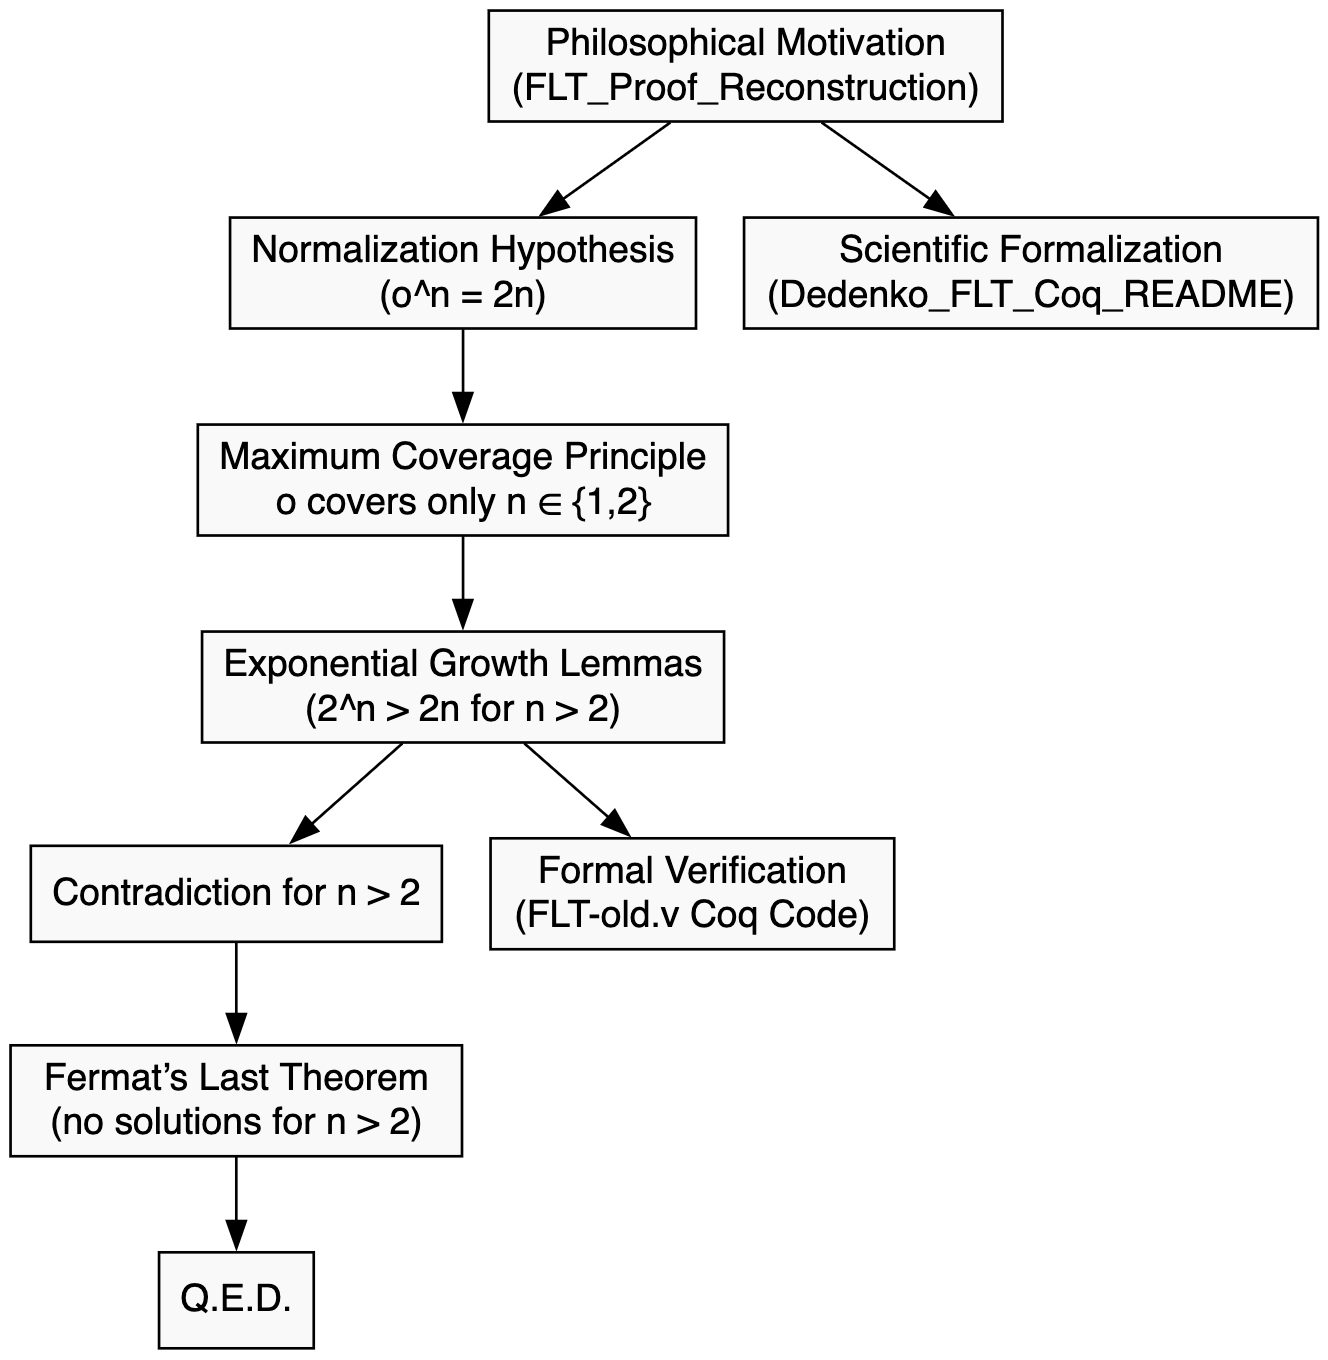 Philosophical Motivation
(FLT_Proof_Reconstruction)
Normalization Hypothesis
(o^n = 2n)
Scientific Formalization
(Dedenko_FLT_Coq_README)
Maximum Coverage Principle
o covers only n ∈ {1,2}
Exponential Growth Lemmas
(2^n > 2n for n > 2)
Contradiction for n > 2
Formal Verification
(FLT-old.v Coq Code)
Fermat’s Last Theorem
(no solutions for n > 2)
Q.E.D.